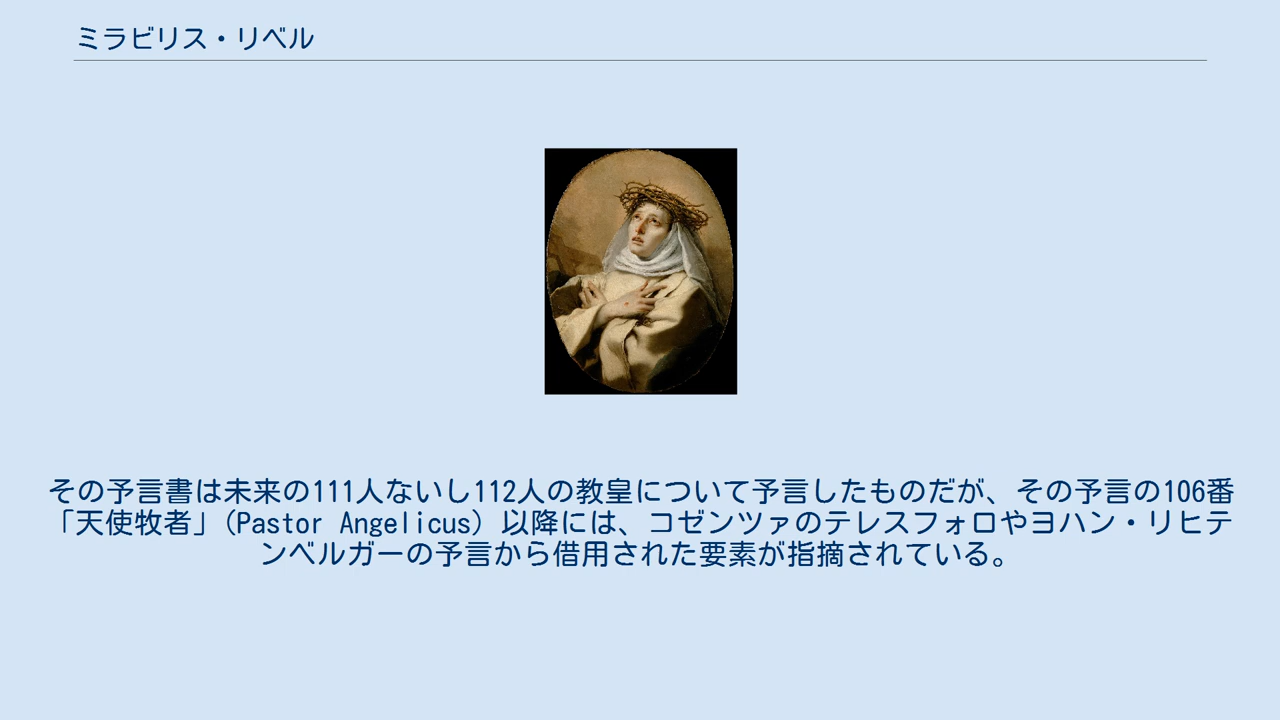 ミラビリス・リベル
その予言書は未来の111人ないし112人の教皇について予言したものだが、その予言の106番
「天使牧者」(Pastor Angelicus) 以降には、コゼンツァのテレスフォロやヨハン・リヒテ
ンベルガーの予言から借用された要素が指摘されている。